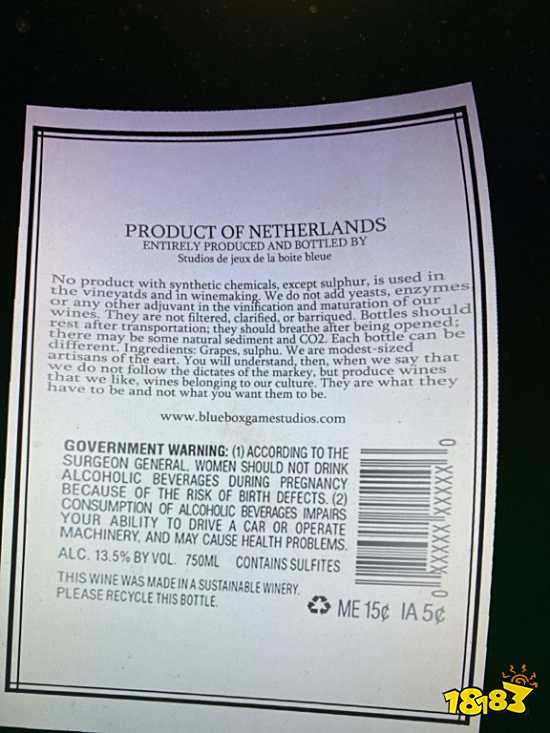 PRODUCT OF NETHERLANDS
ENTIRELY PRODUCED AND BOTTLED BY
Studios de jeux de la boite bleue
No product with synthetic chemicals, except sulphur, is used in
the vineyatds and in winemaking. We do not add yeasts, enzymes
or any other adjuvant in the vinification and maturation of our
wines. They are not filtered, clarified, or barriqued. Bottles should
rest after transportation; they should breathe after being opened;
there may be some natural sediment and CO2. Each bottle can be
different. Ingredients: Grapes, sulphu. We are modest-sized
artisans of the eart. You will understand, then, when we say that
we do not follow the dictates of the markey, but produce wines
that we like, wines belonging to our culture. They are what they
have to be and not what you want them to be.
www.blueboxgamestudios.com
GOVERNMENT WARNING: (1) ACCORDING TO THE
SURGEON GENERAL, WOMEN SHOULD NOT DRINK
ALCOHOLIC BEVERAGES DURING PREGNANCY
BECAUSE OF THE RISK OF BIRTH DEFECTS. (2)
CONSUMPTION OF ALCOHOLIC BEVERAGES IMPAIRS
YOUR ABILITY TO DRIVE A CAR OR OPERATE
MACHINERY, AND MAY CAUSE HEALTH PROBLEMS.
ALC. 13.5% BY VOL. 750ML CONTAINS SULFITES
THIS WINE WAS MADE IN A SUSTAINABLE WINERY.
PLEASE RECYCLE THIS BOTTLE.
0 XXXXX XXXXX 0
ME 15¢ IA 5¢
18183